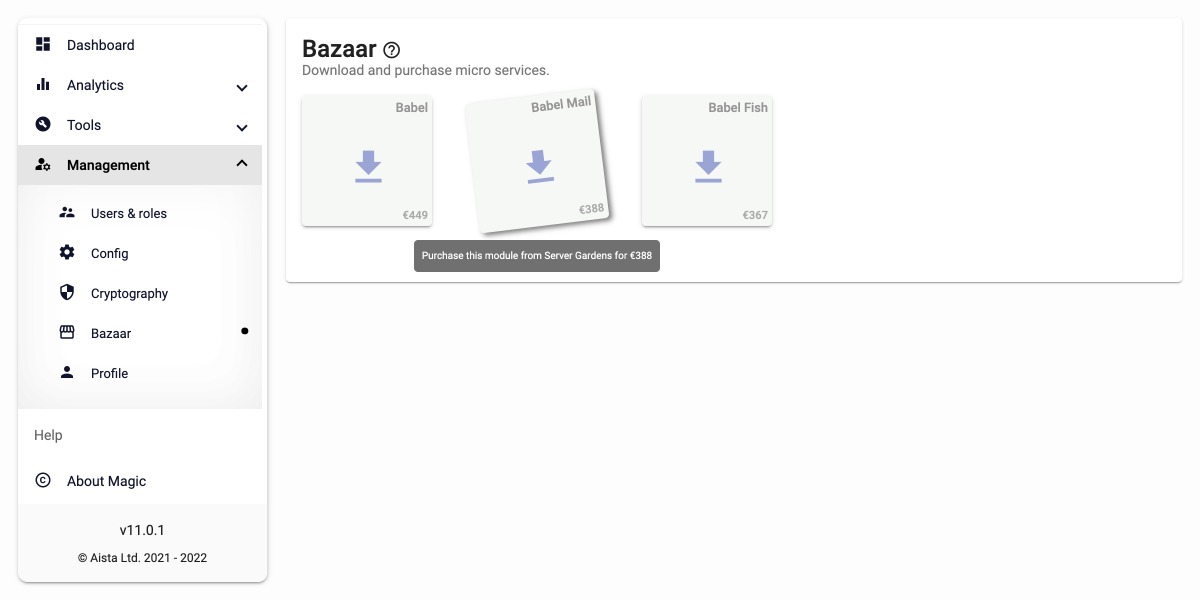 Dashboard
Analytics
Tools
Management
Users & roles
Config
Cryptography
Bazaar
Profile
Help
About Magic
v11.0.1
© Aista Ltd. 2021 - 2022
Bazaar
Download and purchase micro services.
Babel
€449
Babel Mail
€388
Babel Fish
€367
Purchase this module from Server Gardens for €388